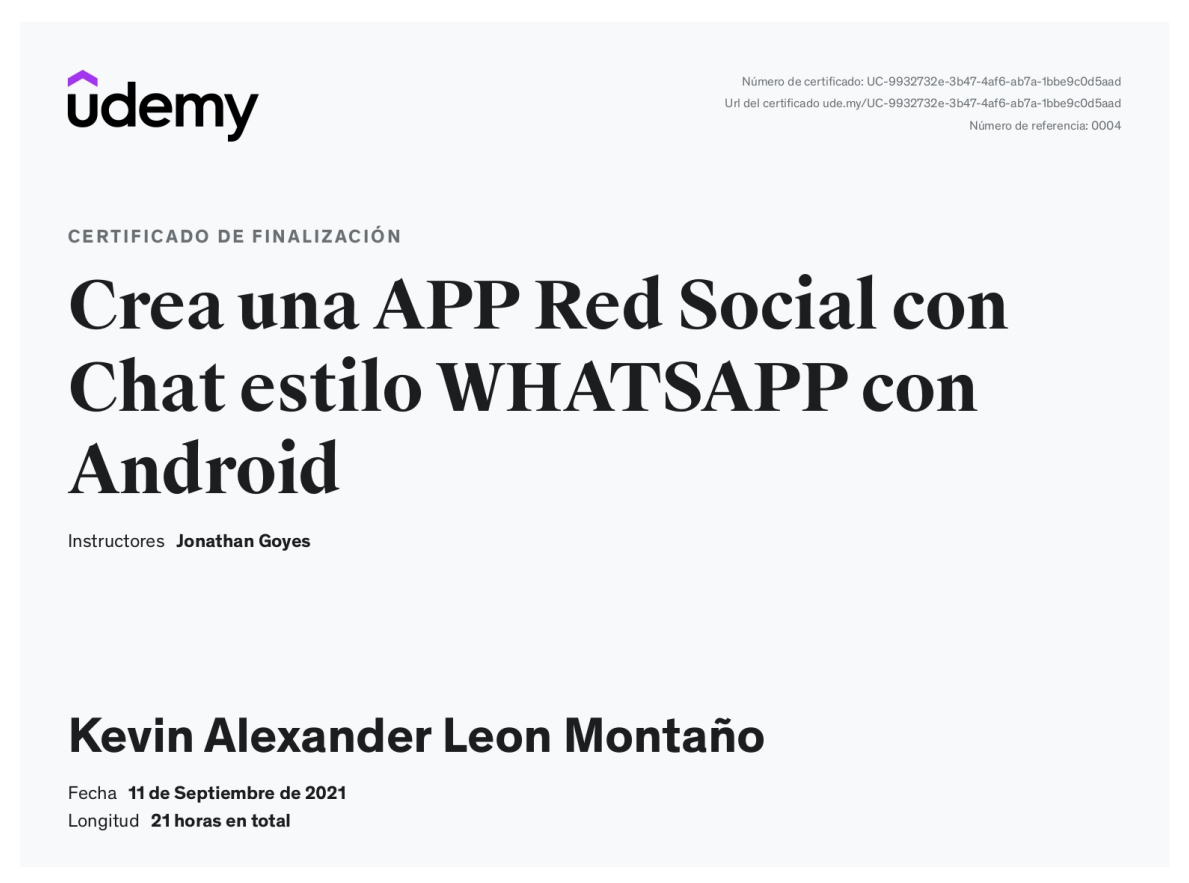 udemy
Número de certificado: UC-9932732e-3b47-4af6-ab7a-1bbe9c0d5aad
Url del certificado ude.my/UC-9932732e-3b47-4af6-ab7a-1bbe9c0d5aad
Número de referencia: 0004
CERTIFICADO DE FINALIZACIÓN
Crea una APP Red Social con
Chat estilo WHATSAPP con
Android
Instructores Jonathan Goyes
Kevin Alexander Leon Montaño
Fecha 11 de Septiembre de 2021
Longitud 21 horas en total